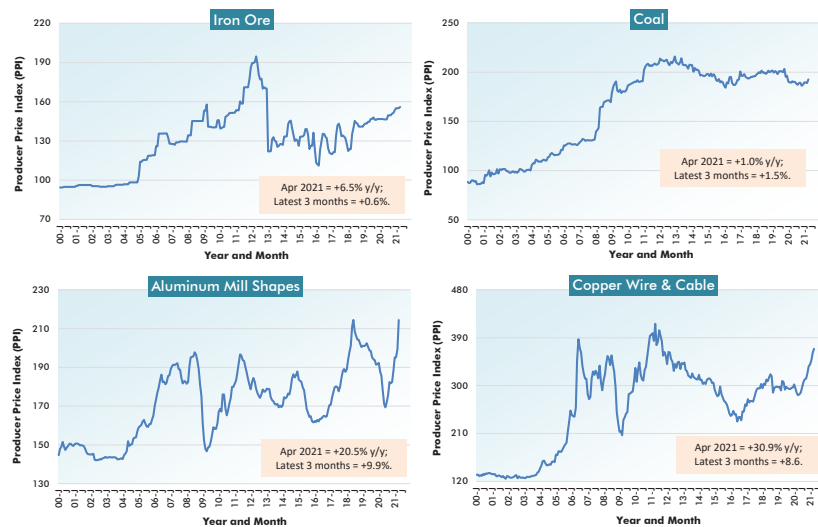 Iron Ore
Producer Price Index (PPI)
220
190
160
130
100
70
Apr 2021 = +6.5% y/y;
Latest 3 months = +0.6%.
00- 01- 02- 03- 04- 05- 06- 07- 08- 09- 10- 11- 12- 13- 14- 15- 16- 17- 18- 19- 20- 21-
Year and Month
Coal
Producer Price Index (PPI)
250
200
150
100
50
Apr 2021 = +1.0% y/y;
Latest 3 months = +1.5%.
00- 01- 02- 03- 04- 05- 06- 07- 08- 09- 10- 11- 12- 13- 14- 15- 16- 17- 18- 19- 20- 21-
Year and Month
Aluminum Mill Shapes
Producer Price Index (PPI)
230
210
190
170
150
130
Apr 2021 = +20.5% y/y;
Latest 3 months = +9.9%.
00- 01- 02- 03- 04- 05- 06- 07- 08- 09- 10- 11- 12- 13- 14- 15- 16- 17- 18- 19- 20- 21-
Year and Month
Copper Wire & Cable
Producer Price Index (PPI)
480
390
300
210
120
Apr 2021 = +30.9% y/y;
Latest 3 months = +8.6.
00- 01- 02- 03- 04- 05- 06- 07- 08- 09- 10- 11- 12- 13- 14- 15- 16- 17- 18- 19- 20- 21-
Year and Month